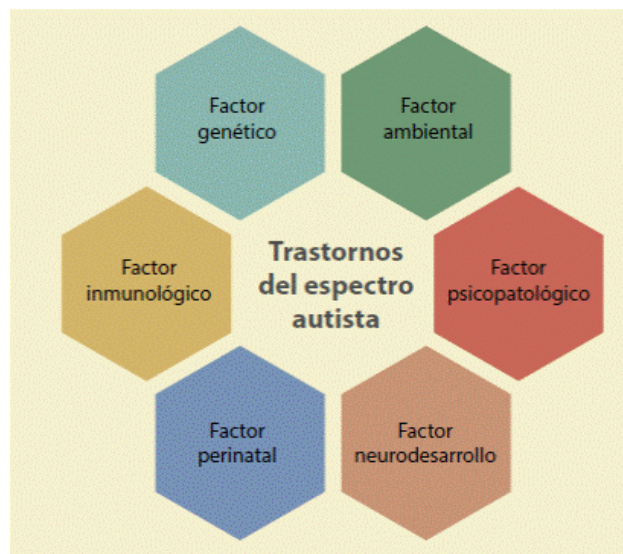 Factor
genético
Factor
ambiental
Factor
inmunológico
Trastornos
del espectro
autista
Factor
psicopatológico
Factor
perinatal
Factor
neurodesarrollo